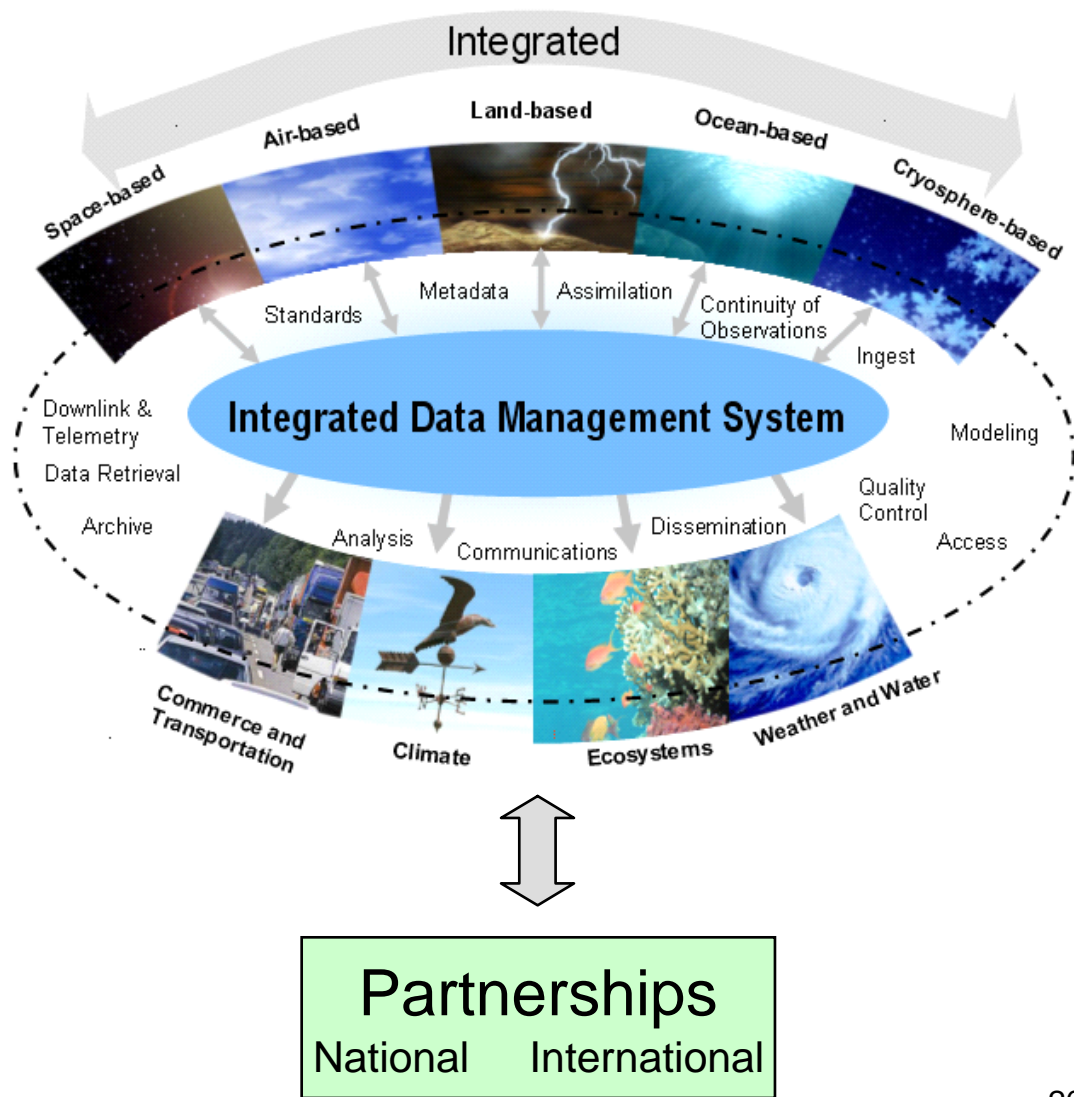 Integrated
Space-based
Air-based
Land-based
Ocean-based
Cryosphere-based
Standards
Metadata
Assimilation
Continuity of
Observations
Ingest
Integrated Data Management System
Downlink &
Telemetry
Data Retrieval
Archive
Modeling
Quality
Control
Access
Analysis
Communications
Dissemination
Commerce and
Transportation
Climate
Ecosystems
Weather and Water
Partnerships
National International